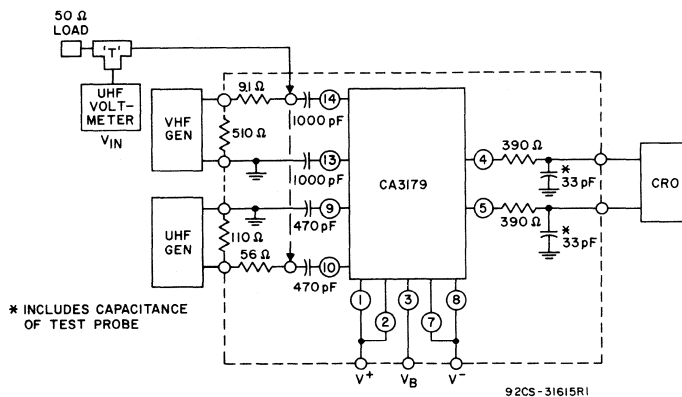 50 Ω
LOAD
'T'
UHF
VOLT-
METER
VIN
VHF
GEN
9.1 Ω
510 Ω
1000 pF
14
1000 pF
13
UHF
GEN
110 Ω
56 Ω
470 pF
9
470 pF
10
CA3179
4
390 Ω
*
33 pF
5
390 Ω
*
33 pF
CRO
1
2
3
7
8
V+
VB
V-
* INCLUDES CAPACITANCE
OF TEST PROBE
92CS-31615R1